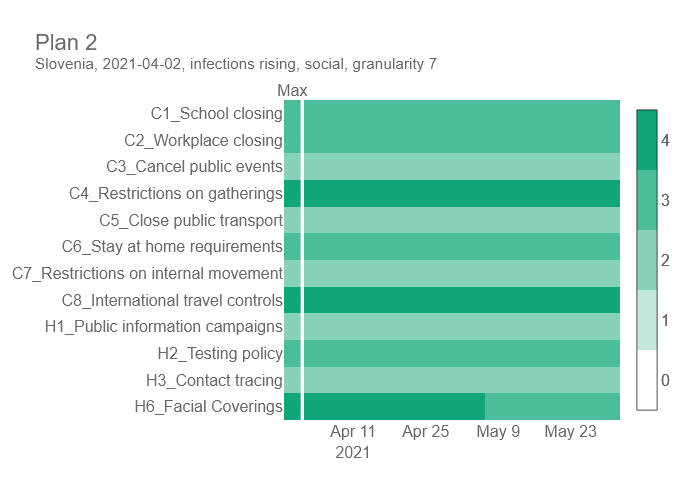 Plan 2
Slovenia, 2021-04-02, infections rising, social, granularity 7
Max
C1_School closing
C2_Workplace closing
C3_Cancel public events
C4_Restrictions on gatherings
C5_Close public transport
C6_Stay at home requirements
C7_Restrictions on internal movement
C8_International travel controls
H1_Public information campaigns
H2_Testing policy
H3_Contact tracing
H6_Facial Coverings
Apr 11 Apr 25 May 9 May 23
2021
4
3
2
1
0